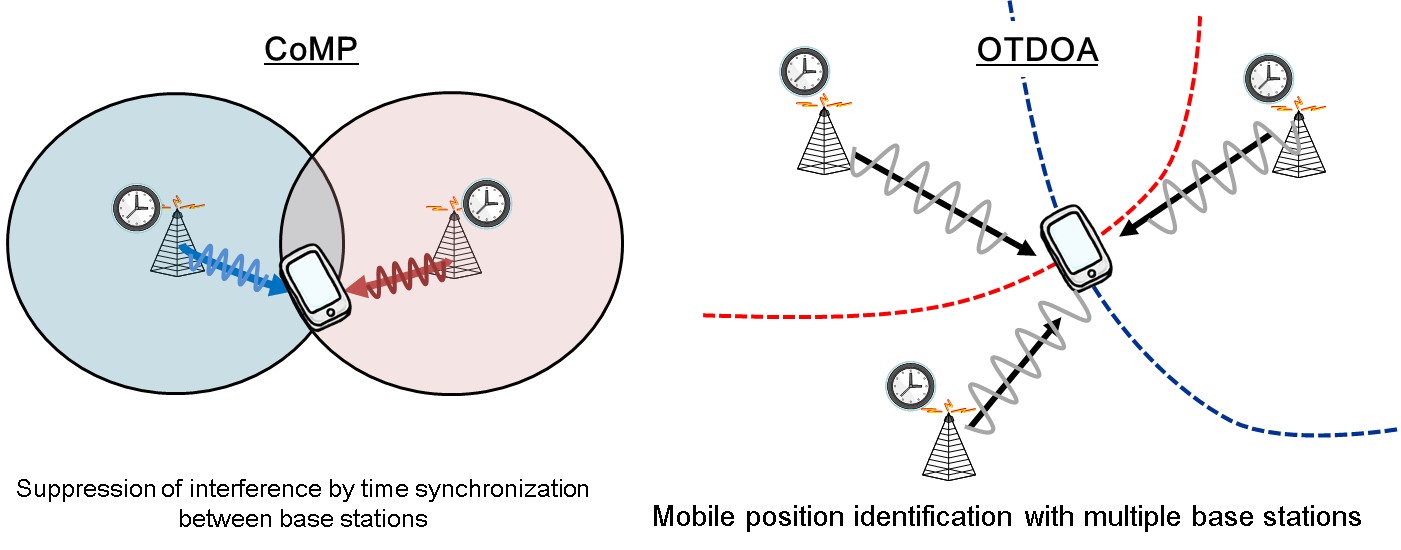 CoMP
Suppression of interference by time synchronization
between base stations
OTDOA
Mobile position identification with multiple base stations